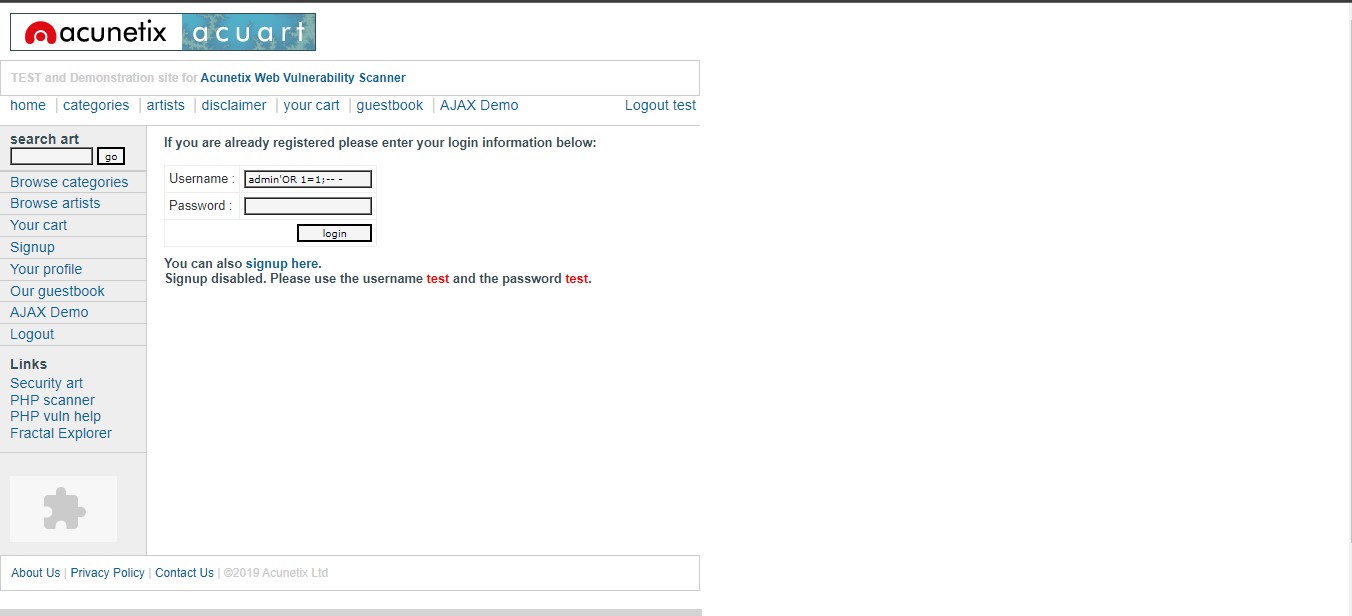 acunetix acuart
TEST and Demonstration site for Acunetix Web Vulnerability Scanner
home | categories | artists | disclaimer | your cart | guestbook | AJAX Demo Logout test
search art
go
Browse categories
Browse artists
Your cart
Signup
Your profile
Our guestbook
AJAX Demo
Logout
Links
Security art
PHP scanner
PHP vuln help
Fractal Explorer
If you are already registered please enter your login information below:
Username : admin'OR 1=1;-- -
Password :
login
You can also signup here.
Signup disabled. Please use the username test and the password test.
About Us | Privacy Policy | Contact Us | ©2019 Acunetix Ltd